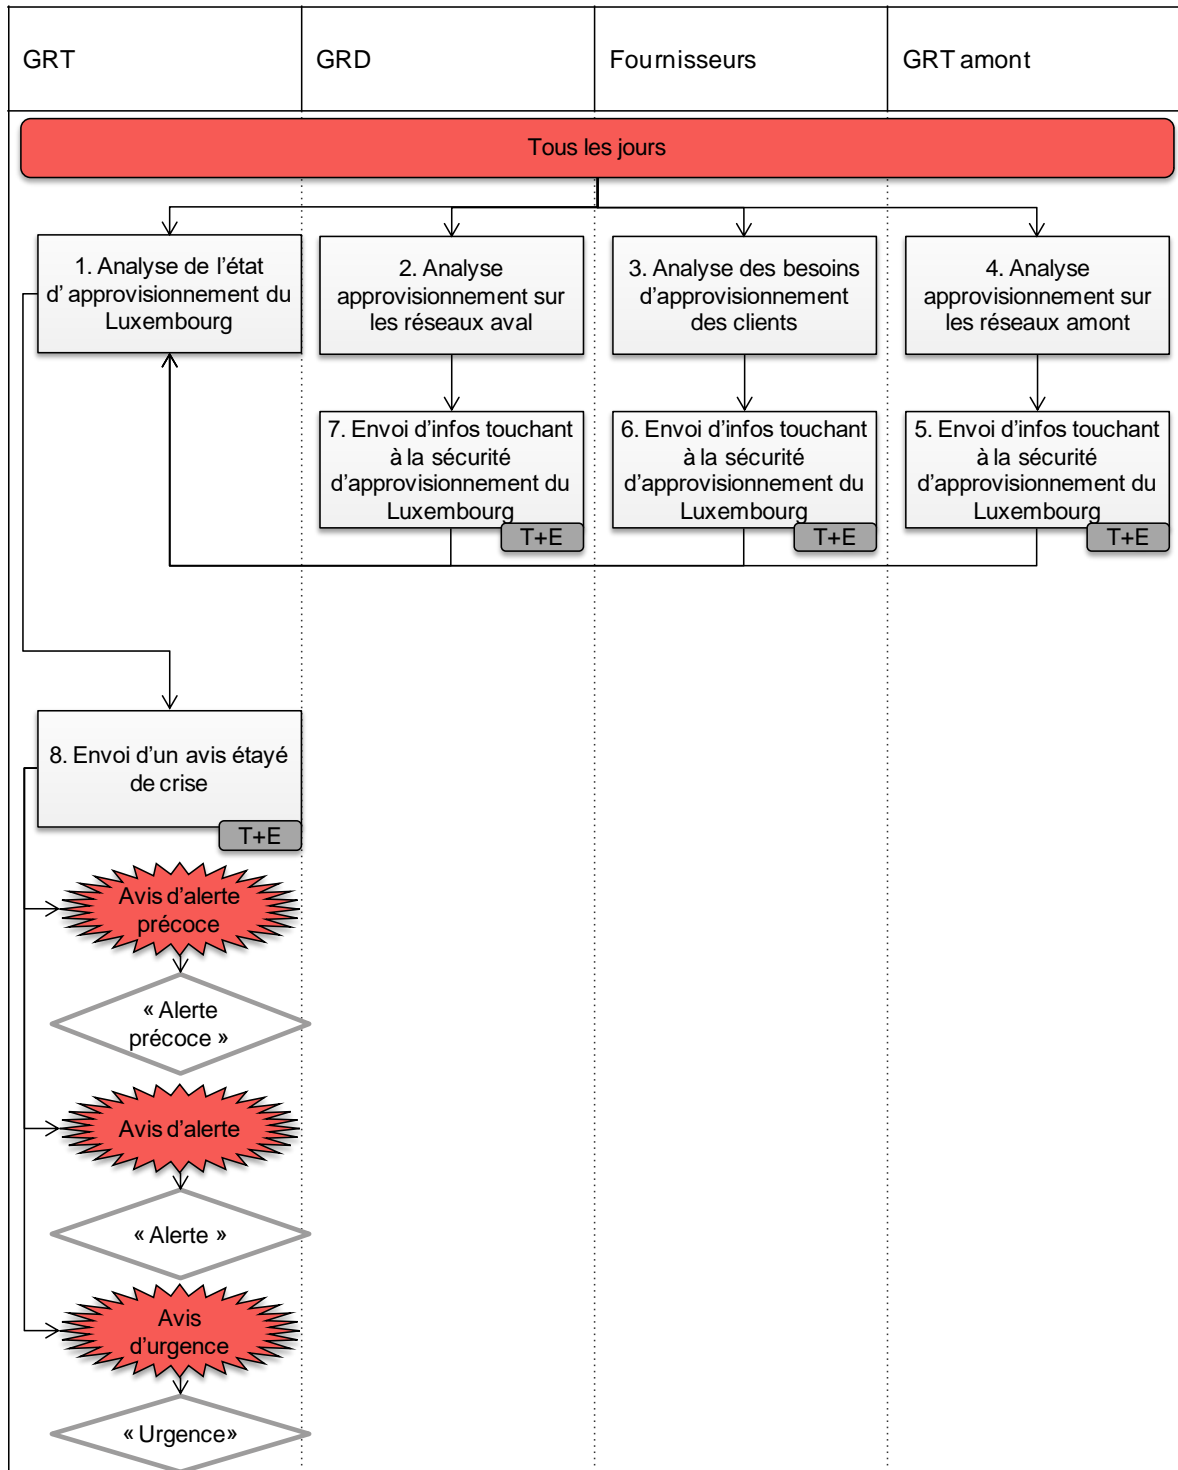 GRT
GRD
Fournisseurs
GRT amont
Tous les jours
1. Analyse de l’état
d’ approvisionnement du
Luxembourg
2. Analyse
approvisionnement sur
les réseaux aval
3. Analyse des besoins
d’approvisionnement
des clients
4. Analyse
approvisionnement sur
les réseaux amont
7. Envoi d’infos touchant
à la sécurité
d’approvisionnement du
Luxembourg
T+E
6. Envoi d’infos touchant
à la sécurité
d’approvisionnement du
Luxembourg
T+E
5. Envoi d’infos touchant
à la sécurité
d’approvisionnement du
Luxembourg
T+E
8. Envoi d’un avis étayé
de crise
T+E
Avis d’alerte
précoce
« Alerte
précoce »
Avis d’alerte
« Alerte »
Avis
d’urgence
« Urgence»